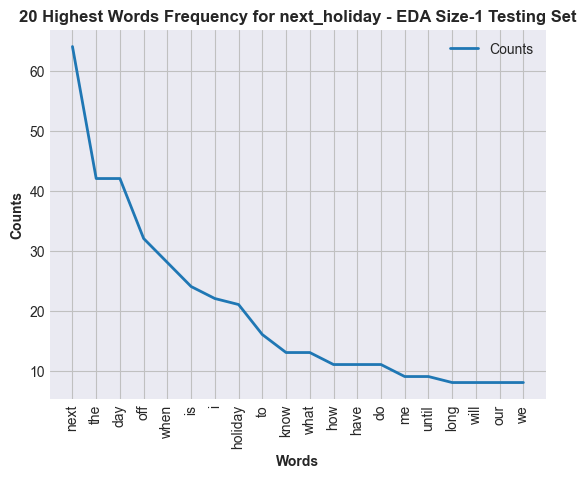 20 Highest Words Frequency for next_holiday - EDA Size-1 Testing Set
Counts
60
50
40
30
20
10
Counts
next
the
day
off
when
is
i
holiday
to
know
what
how
have
do
me
until
long
will
our
we
Words